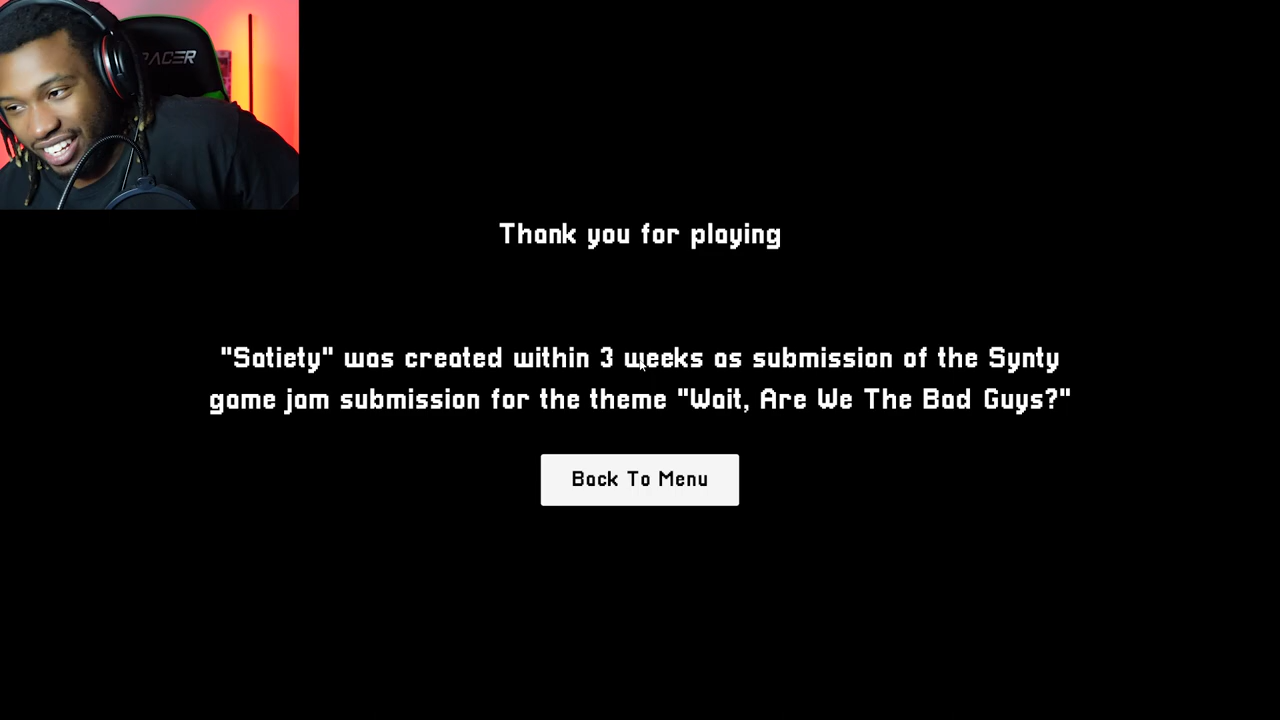 PACER
Thank you for playing
"Satiety" was created within 3 weeks as submission of the Synty
game jam submission for the theme "Wait, Are We The Bad Guys?"
Back To Menu